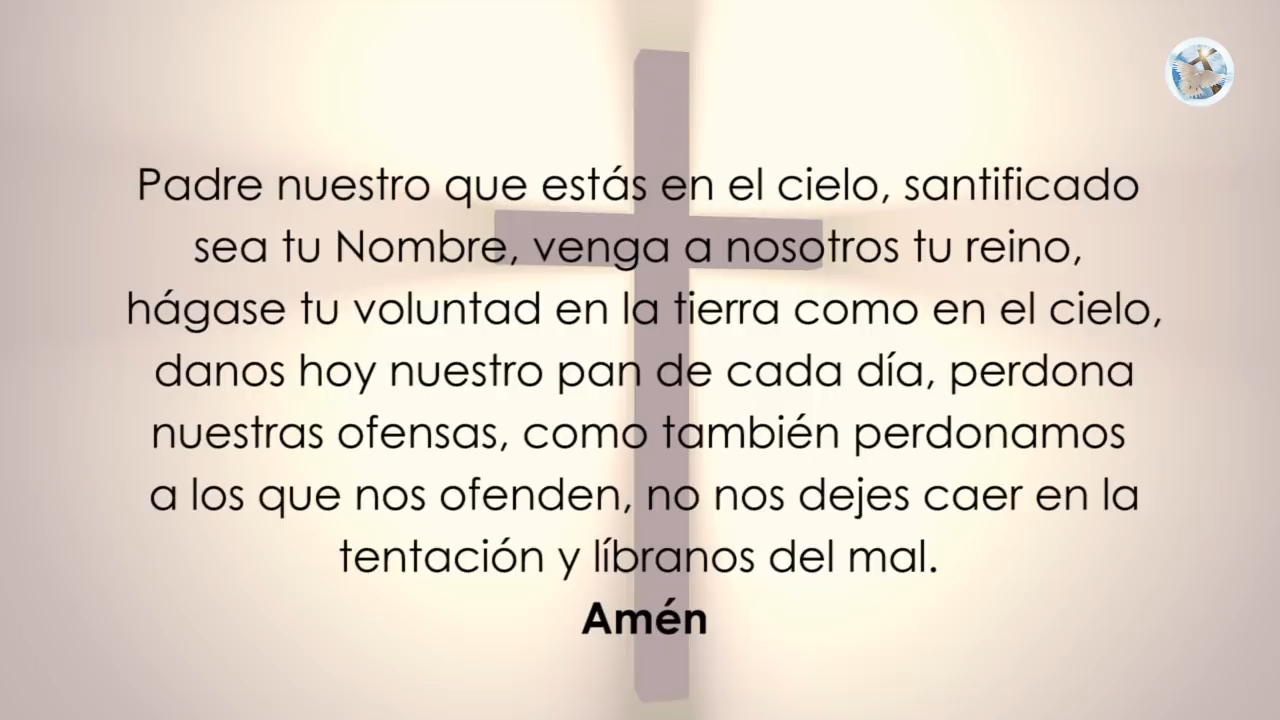 Padre nuestro que estás en el cielo, santificado
sea tu Nombre, venga a nosotros tu reino,
hágase tu voluntad en la tierra como en el cielo,
danos hoy nuestro pan de cada día, perdona
nuestras ofensas, como también perdonamos
a los que nos ofenden, no nos dejes caer en la
tentación y líbranos del mal.
Amén